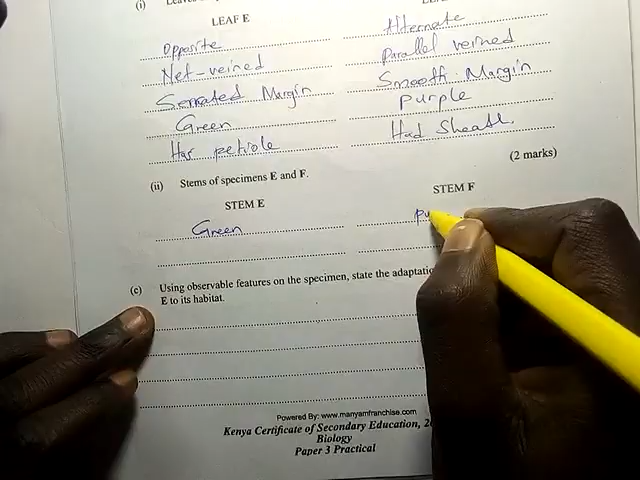 (i)
LEAF E
Opposite Alternate
Net-veined Parallel veined
Serrated Margin Smooth Margin
Green Purple
Has petiole Had Sheath.
(2 marks)
(ii) Stems of specimens E and F.
STEM E STEM F
Green pu
(c) Using observable features on the specimen, state the
E to its habitat.
Powered By: www.manyamfranchise.com
Kenya Certificate of Secondary Education,
Biology
Paper 3 Practical